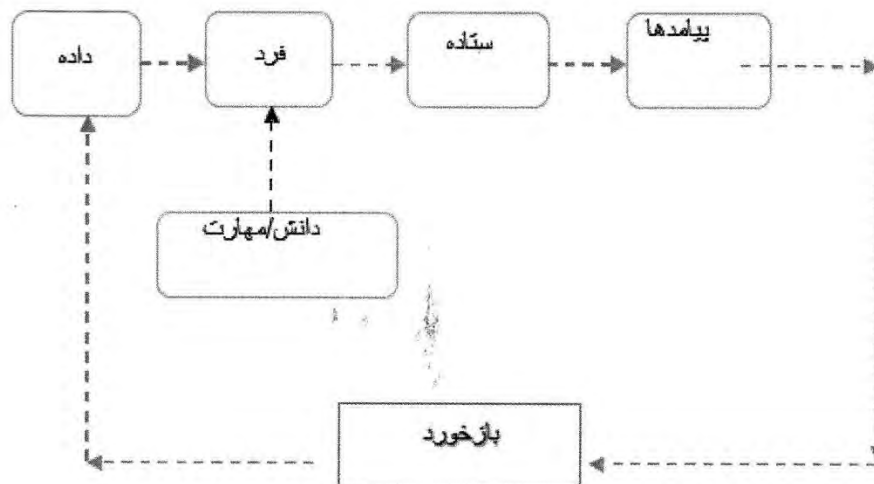 داده
فرد
ستاده
پیامدها
دانش/مهارت
بازخورد